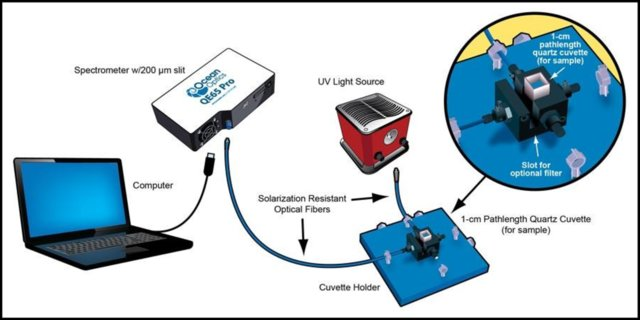 Spectrometer w/200 µm slit
Ocean
Optics
QE65 Pro
UV Light Source
1-cm
pathlength
quartz cuvette
(for sample)
Slot for
optional filter
Computer
Solarization Resistant
Optical Fibers
1-cm Pathlength Quartz Cuvette
(for sample)
Cuvette Holder